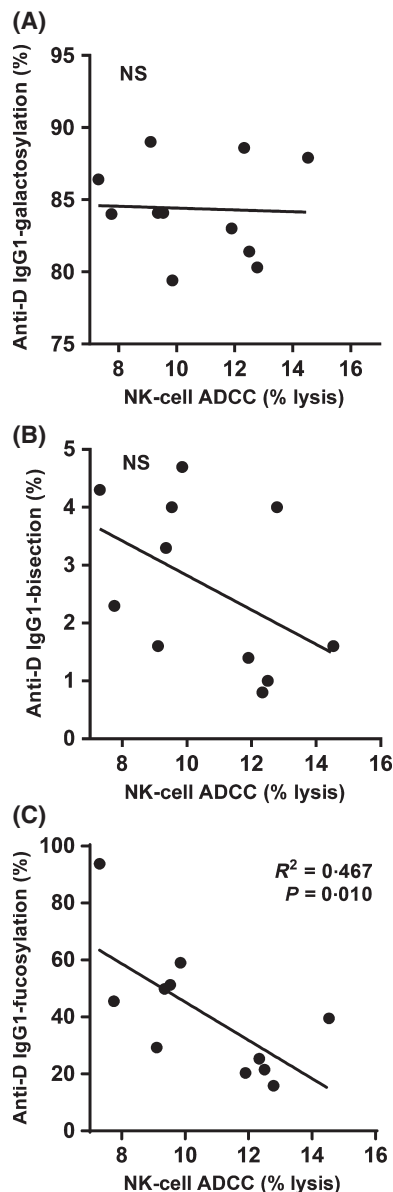 (A)
95
90
85
80
75
NS
Anti-D IgG1-galactosylation (%)
8 10 12 14 16
NK-cell ADCC (% lysis)
(B)
5
4
3
2
1
0
NS
Anti-D IgG1-bisection (%)
8 10 12 14 16
NK-cell ADCC (% lysis)
(C)
100
80
60
40
20
0
R² = 0·467
P = 0·010
Anti-D IgG1-fucosylation (%)
8 10 12 14 16
NK-cell ADCC (% lysis)